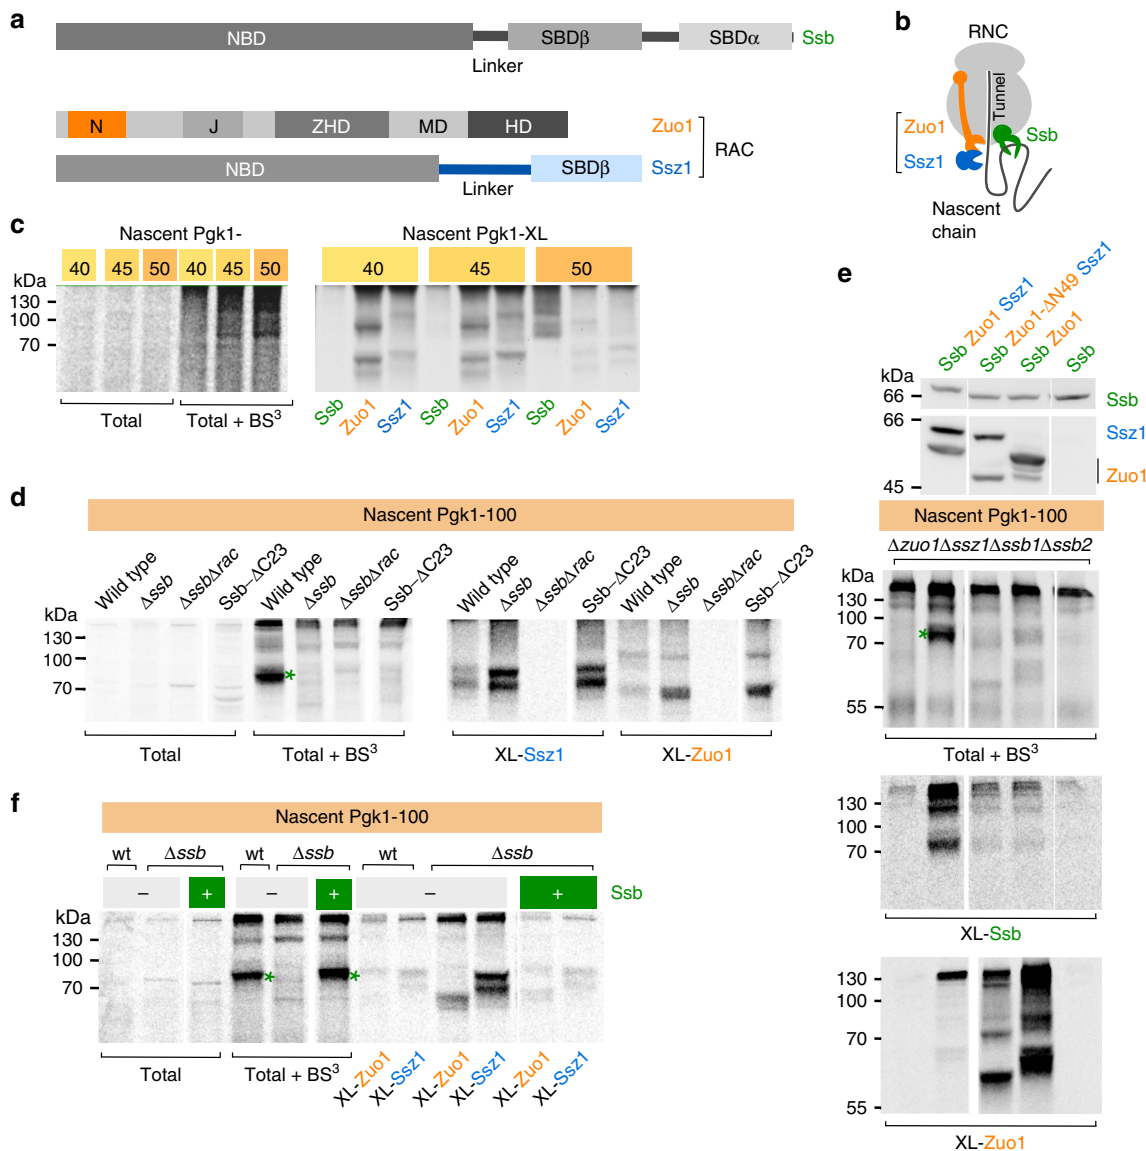 a
NBD
SBDβ
SBDα
Ssb
Linker
N
J
ZHD
MD
HD
Zuo1
NBD
SBDβ
Ssz1
RAC
Linker
b
RNC
Tunnel
Zuo1
Ssz1
Ssb
Nascent
chain
c
Nascent Pgk1-
40 45 50 40 45 50
kDa
130
100
70
Total
Total + BS³
Nascent Pgk1-XL
40 45 50
Ssb Zuo1 Ssz1 Ssb Zuo1 Ssz1 Ssb Zuo1 Ssz1
d
Nascent Pgk1-100
Wild type Δssb ΔssbΔrac Ssb–ΔC23 Wild type Δssb ΔssbΔrac Ssb–ΔC23
Wild type Δssb ΔssbΔrac Ssb–ΔC23 Wild type Δssb ΔssbΔrac Ssb–ΔC23
kDa
130
100
70
*
Total
Total + BS³
XL-Ssz1
XL-Zuo1
e
Ssb Zuo1 Ssz1
Ssb Zuo1-ΔN49 Ssz1
Ssb Zuo1
Ssb
kDa
66
Ssb
66
Ssz1
Zuo1
45
Nascent Pgk1-100
Δzuo1Δssz1Δssb1Δssb2
kDa
130
100
70
*
55
Total + BS³
130
100
70
XL-Ssb
130
100
70
55
XL-Zuo1
f
Nascent Pgk1-100
wt Δssb wt Δssb wt Δssb
– + – + – + Ssb
kDa
130
70
* *
Total
Total + BS³
XL-Zuo1 XL-Ssz1 XL-Zuo1 XL-Ssz1 XL-Zuo1 XL-Ssz1